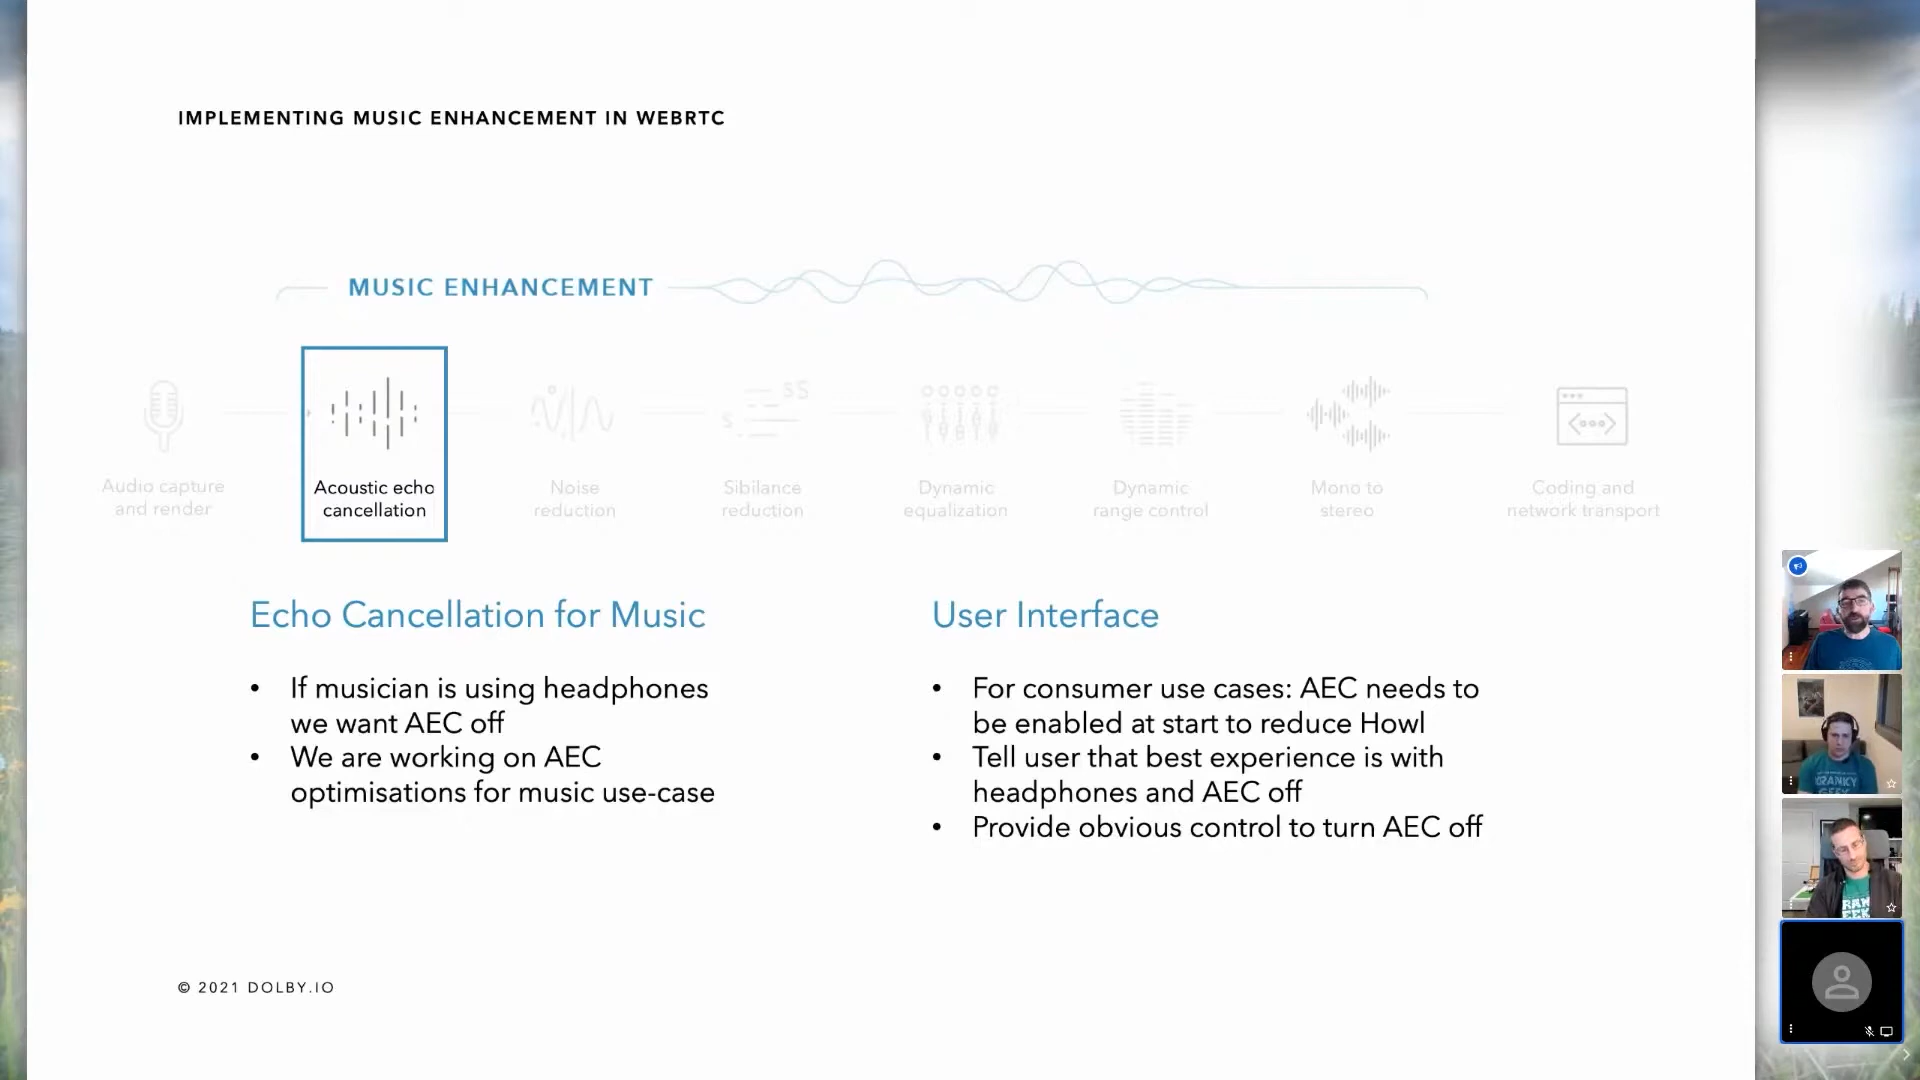 IMPLEMENTING MUSIC ENHANCEMENT IN WEBRTC
MUSIC ENHANCEMENT
Audio capture
and render
Acoustic echo
cancellation
Noise
reduction
SS
S
Sibilance
reduction
Dynamic
equalization
Dynamic
range control
Mono to
stereo
Coding and
network transport
Echo Cancellation for Music
• If musician is using headphones
we want AEC off
• We are working on AEC
optimisations for music use-case
User Interface
• For consumer use cases: AEC needs to
be enabled at start to reduce Howl
• Tell user that best experience is with
headphones and AEC off
• Provide obvious control to turn AEC off
© 2021 DOLBY.IO
KRANKY
GEEK